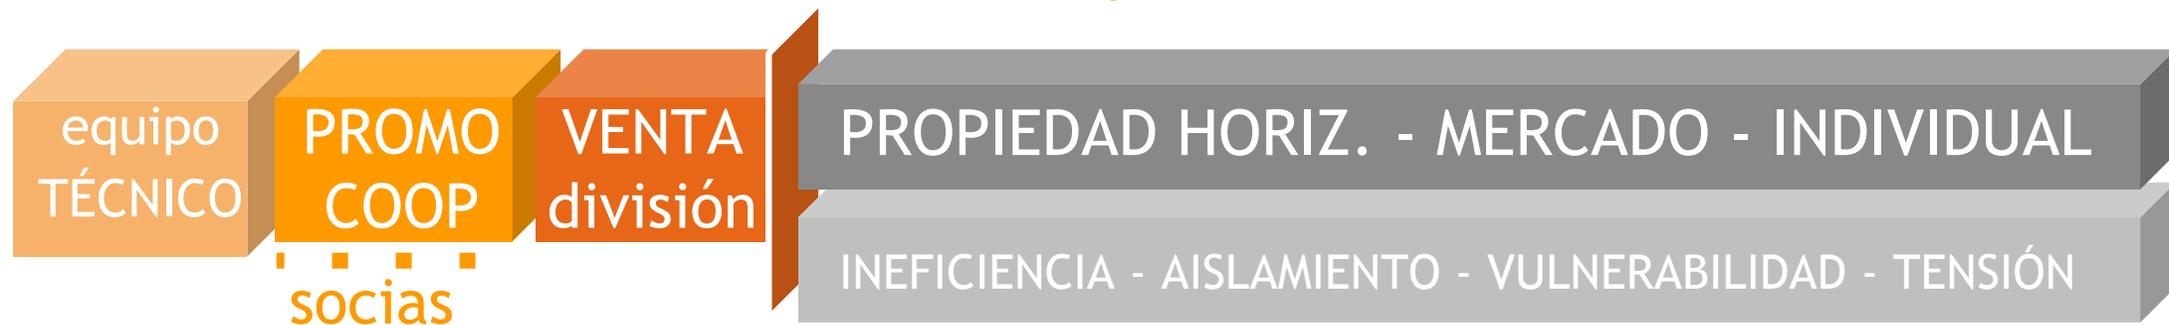 equipo
TÉCNICO
PROMO
COOP
socias
VENTA
división
PROPIEDAD HORIZ. - MERCADO - INDIVIDUAL
INEFICIENCIA - AISLAMIENTO - VULNERABILIDAD - TENSIÓN